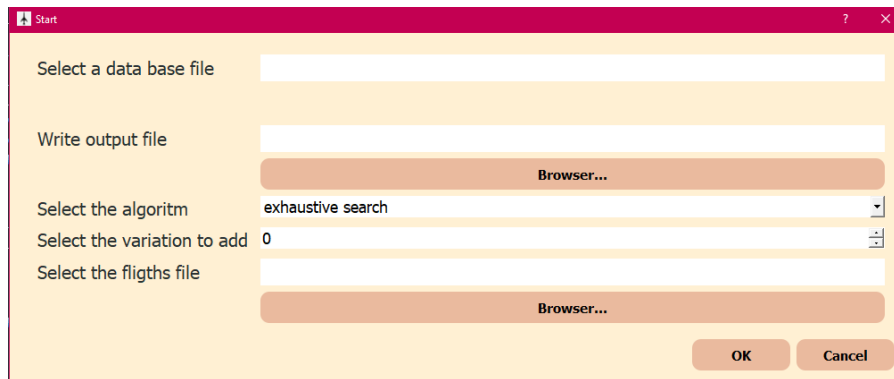 Start
Select a data base file
Write output file
Browser...
Select the algoritm exhaustive search
Select the variation to add 0
Select the fligths file
Browser...
OK Cancel